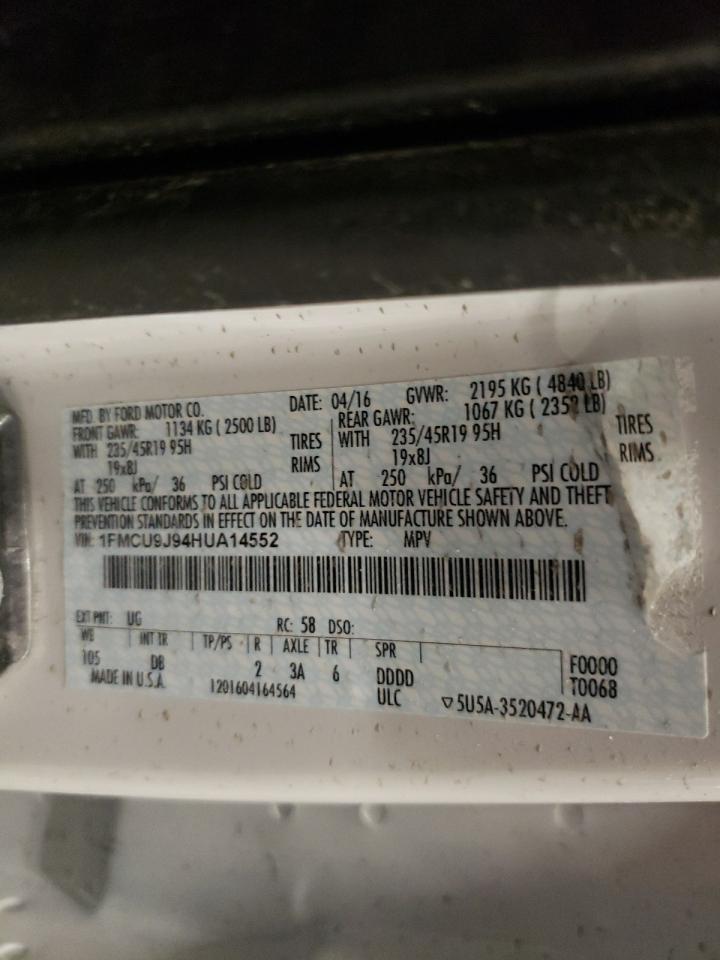 MFD. BY FORD MOTOR CO. DATE: 04/16 GVWR: 2195 KG ( 4840 LB)
FRONT GAWR: 1134 KG ( 2500 LB) REAR GAWR: 1067 KG ( 2352 LB)
WITH 235/45R19 95H TIRES WITH 235/45R19 95H TIRES
19x8J RIMS 19x8J RIMS
AT 250 kPa/ 36 PSI COLD AT 250 kPa/ 36 PSI COLD
THIS VEHICLE CONFORMS TO ALL APPLICABLE FEDERAL MOTOR VEHICLE SAFETY AND THEFT
PREVENTION STANDARDS IN EFFECT ON THE DATE OF MANUFACTURE SHOWN ABOVE.
VIN: 1FMCU9J94HUA14552 TYPE: MPV
EXT PNT: UG RC: 58 DSO:
WB INT TR TP/PS R AXLE TR SPR
105 DB 2 3A 6 DDDD F0000
MADE IN U.S.A. 1201604164564 ULC T0068
▽5U5A-3520472-AA